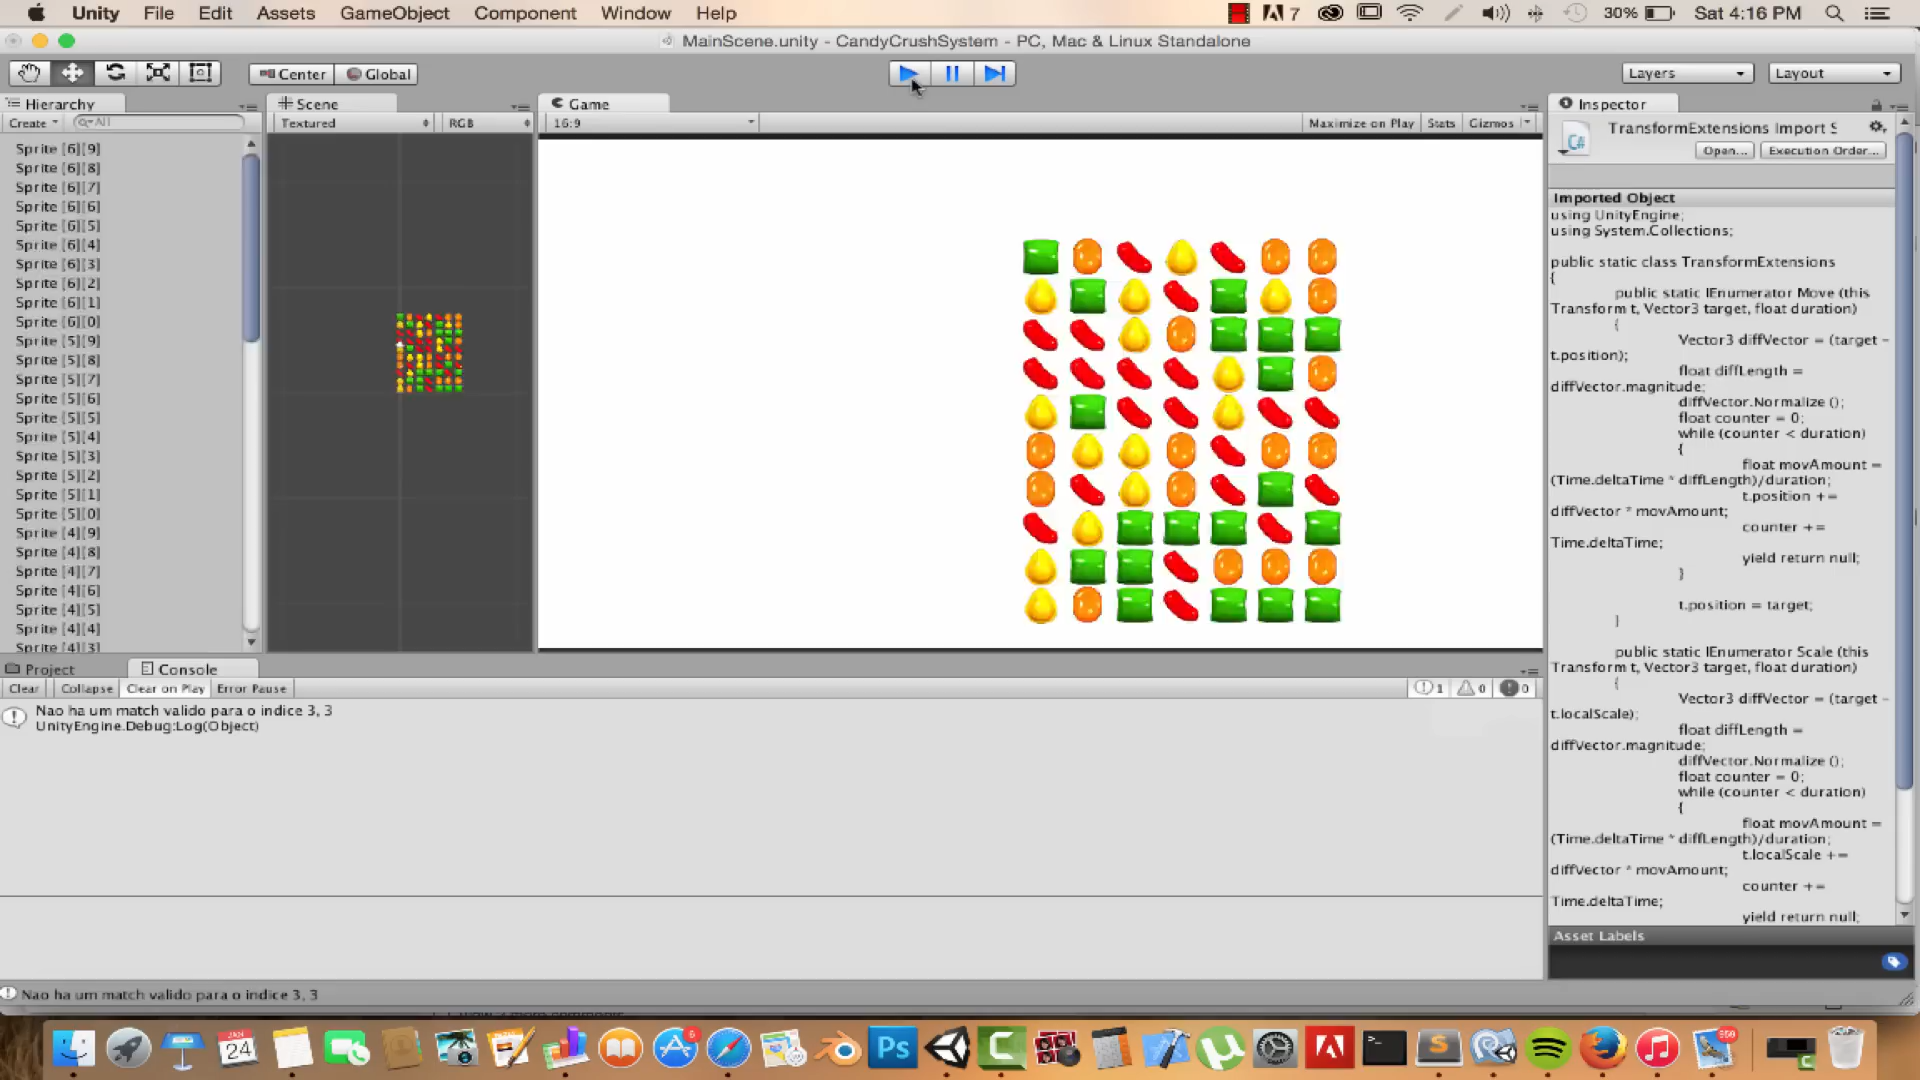 Unity File Edit Assets GameObject Component Window Help 7 30% Sat 4:16 PM
MainScene.unity - CandyCrushSystem - PC, Mac & Linux Standalone
Center Global Layers Layout
Hierarchy
Create All
Sprite [6][9]
Sprite [6][8]
Sprite [6][7]
Sprite [6][6]
Sprite [6][5]
Sprite [6][4]
Sprite [6][3]
Sprite [6][2]
Sprite [6][1]
Sprite [6][0]
Sprite [5][9]
Sprite [5][8]
Sprite [5][7]
Sprite [5][6]
Sprite [5][5]
Sprite [5][4]
Sprite [5][3]
Sprite [5][2]
Sprite [5][1]
Sprite [5][0]
Sprite [4][9]
Sprite [4][8]
Sprite [4][7]
Sprite [4][6]
Sprite [4][5]
Sprite [4][4]
Sprite [4][3]
Scene
Textured RGB
Game
16:9 Maximize on Play Stats Gizmos
Inspector
TransformExtensions Import S
Open... Execution Order...
Imported Object
using UnityEngine;
using System.Collections;
public static class TransformExtensions
{
public static IEnumerator Move (this
Transform t, Vector3 target, float duration)
{
Vector3 diffVector = (target -
t.position);
float diffLength =
diffVector.magnitude;
diffVector.Normalize ();
float counter = 0;
while (counter < duration)
{
float movAmount =
(Time.deltaTime * diffLength)/duration;
t.position +=
diffVector * movAmount;
counter +=
Time.deltaTime;
yield return null;
}
t.position = target;
}
public static IEnumerator Scale (this
Transform t, Vector3 target, float duration)
{
Vector3 diffVector = (target -
t.localScale);
float diffLength =
diffVector.magnitude;
diffVector.Normalize ();
float counter = 0;
while (counter < duration)
{
float movAmount =
(Time.deltaTime * diffLength)/duration;
t.localScale +=
diffVector * movAmount;
counter +=
Time.deltaTime;
yield return null;
Asset Labels
Project Console
Clear Collapse Clear on Play Error Pause 1 0 0
Nao ha um match valido para o indice 3, 3
UnityEngine.Debug:Log(Object)
Nao ha um match valido para o indice 3, 3
JAN
24
6
Ps